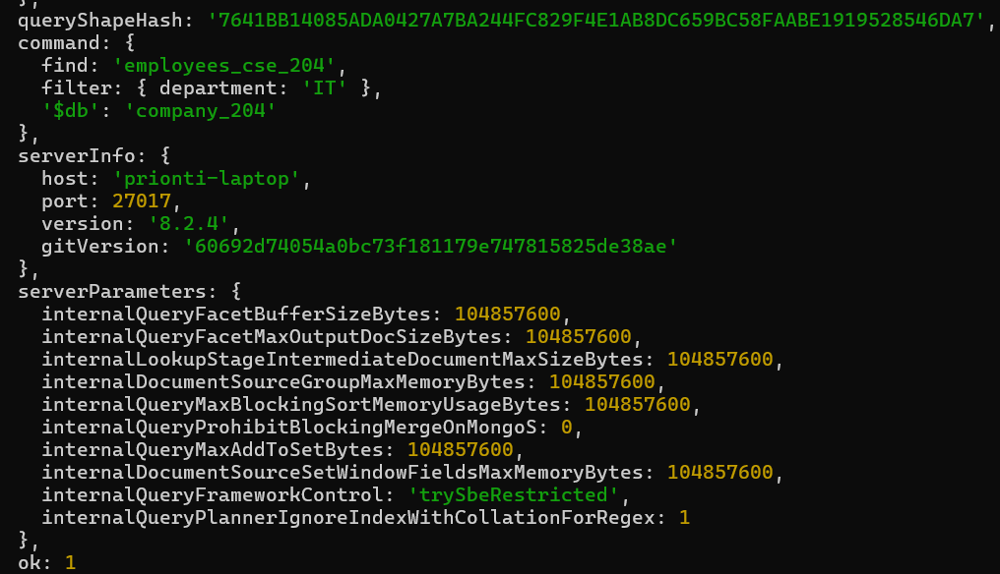 },
queryShapeHash: '7641BB14085ADA0427A7BA244FC829F4E1AB8DC659BC58FAABE1919528546DA7',
command: {
  find: 'employees_cse_204',
  filter: { department: 'IT' },
  '$db': 'company_204'
},
serverInfo: {
  host: 'prionti-laptop',
  port: 27017,
  version: '8.2.4',
  gitVersion: '60692d74054a0bc73f181179e747815825de38ae'
},
serverParameters: {
  internalQueryFacetBufferSizeBytes: 104857600,
  internalQueryFacetMaxOutputDocSizeBytes: 104857600,
  internalLookupStageIntermediateDocumentMaxSizeBytes: 104857600,
  internalDocumentSourceGroupMaxMemoryBytes: 104857600,
  internalQueryMaxBlockingSortMemoryUsageBytes: 104857600,
  internalQueryProhibitBlockingMergeOnMongoS: 0,
  internalQueryMaxAddToSetBytes: 104857600,
  internalDocumentSourceSetWindowFieldsMaxMemoryBytes: 104857600,
  internalQueryFrameworkControl: 'trySbeRestricted',
  internalQueryPlannerIgnoreIndexWithCollationForRegex: 1
},
ok: 1